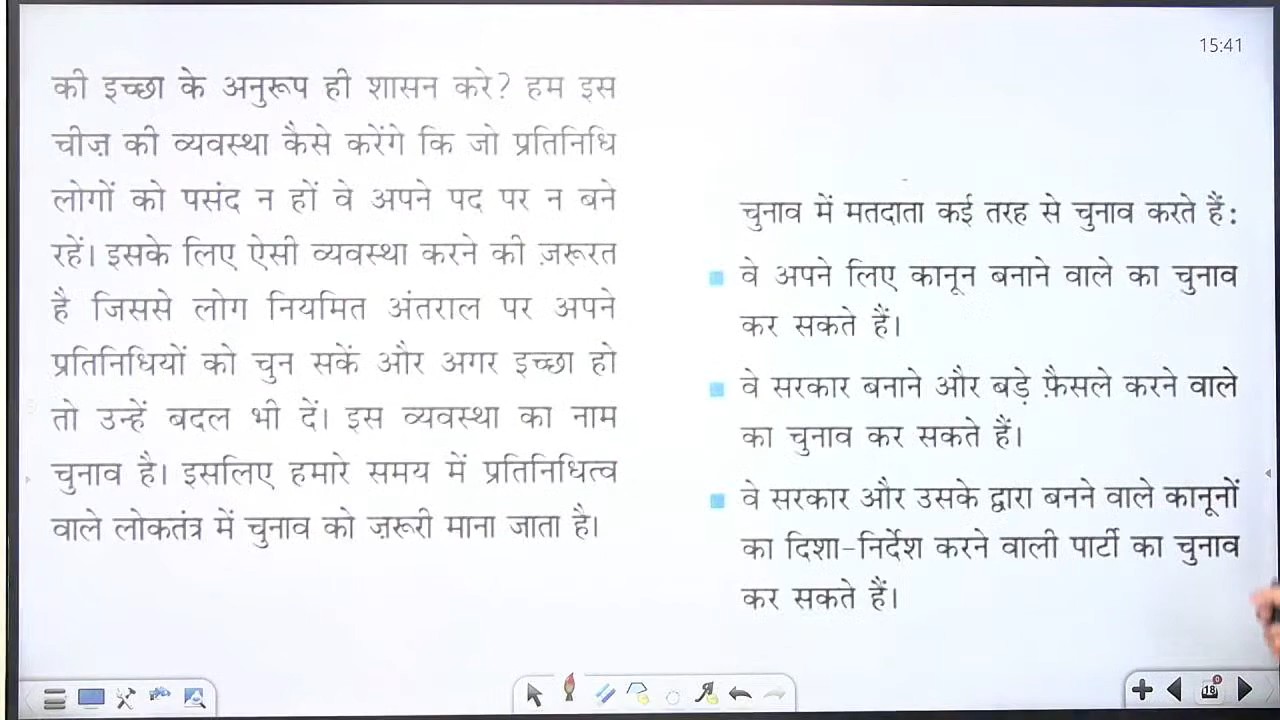 15:41
की इच्छा के अनुरूप ही शासन करे? हम इस
चीज़ की व्यवस्था कैसे करेंगे कि जो प्रतिनिधि
लोगों को पसंद न हों वे अपने पद पर न बने
रहें। इसके लिए ऐसी व्यवस्था करने की ज़रूरत
है जिससे लोग नियमित अंतराल पर अपने
प्रतिनिधियों को चुन सकें और अगर इच्छा हो
तो उन्हें बदल भी दें। इस व्यवस्था का नाम
चुनाव है। इसलिए हमारे समय में प्रतिनिधित्व
वाले लोकतंत्र में चुनाव को ज़रूरी माना जाता है।
चुनाव में मतदाता कई तरह से चुनाव करते हैं:
वे अपने लिए कानून बनाने वाले का चुनाव
कर सकते हैं।
वे सरकार बनाने और बड़े फ़ैसले करने वाले
का चुनाव कर सकते हैं।
वे सरकार और उसके द्वारा बनने वाले कानूनों
का दिशा-निर्देश करने वाली पार्टी का चुनाव
कर सकते हैं।
18